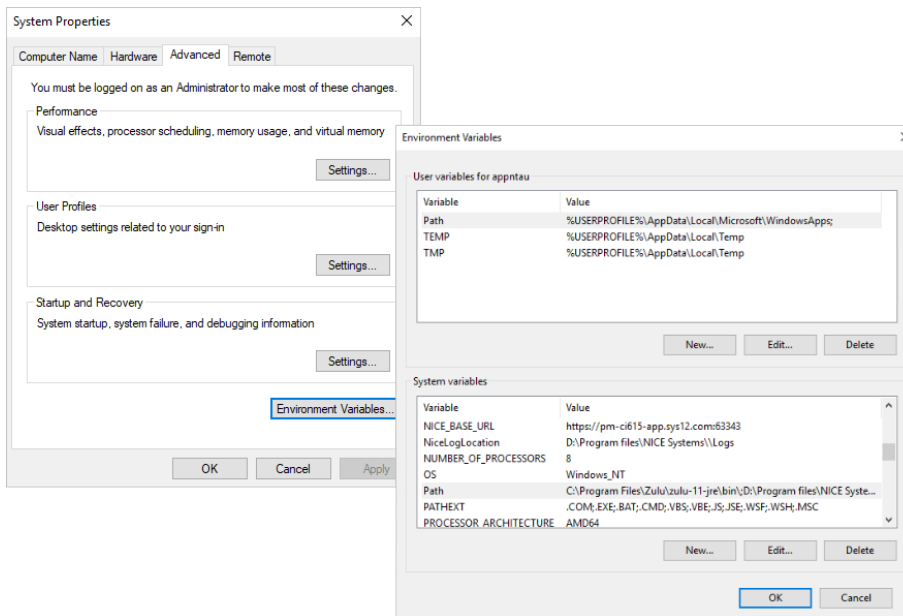 System Properties
Computer Name Hardware Advanced Remote
You must be logged on as an Administrator to make most of these changes.
Performance
Visual effects, processor scheduling, memory usage, and virtual memory
Settings...
User Profiles
Desktop settings related to your sign-in
Settings...
Startup and Recovery
System startup, system failure, and debugging information
Settings...
Environment Variables...
OK Cancel Apply
Environment Variables
User variables for appntau
Variable Value
Path %USERPROFILE%\AppData\Local\Microsoft\WindowsApps;
TEMP %USERPROFILE%\AppData\Local\Temp
TMP %USERPROFILE%\AppData\Local\Temp
New... Edit... Delete
System variables
Variable Value
NICE_BASE_URL https://pm-ci615-app.sys12.com:63343
NiceLogLocation D:\Program files\NICE Systems\\Logs
NUMBER_OF_PROCESSORS 8
OS Windows_NT
Path C:\Program Files\Zulu\zulu-11-jre\bin\;D:\Program files\NICE Syste...
PATHEXT .COM;.EXE;.BAT;.CMD;.VBS;.VBE;.JS;.JSE;.WSF;.WSH;.MSC
PROCESSOR_ARCHITECTURE AMD64
New... Edit... Delete
OK Cancel